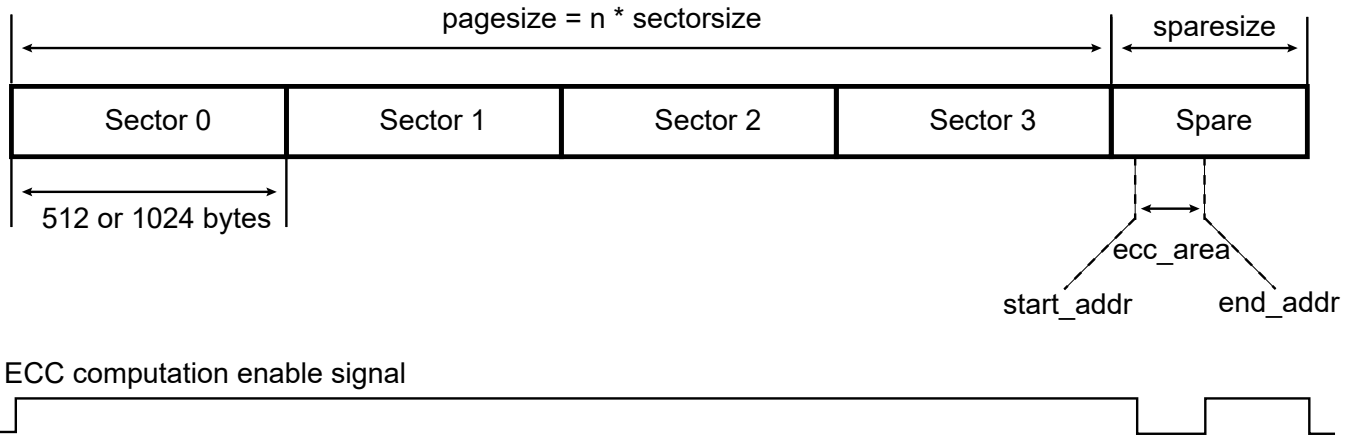 pagesize = n * sectorsize
sparesize
Sector 0
Sector 1
Sector 2
Sector 3
Spare
512 or 1024 bytes
ecc_area
start_addr
end_addr
ECC computation enable signal